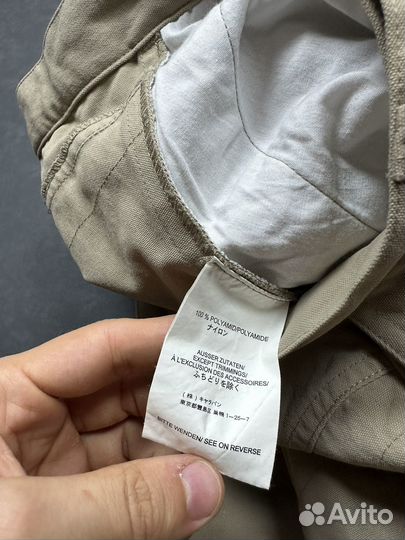 100 % POLYAMID/POLYAMIDE
ナイロン
AUSSER ZUTATEN/
EXCEPT TRIMMINGS/
À L'EXCLUSION DES ACCESSOIRES/
ふちどりを除く
(株) キャラバン
東京都豊島区 巣鴨 1-25-7
BITTE WENDEN/ SEE ON REVERSE
Avito